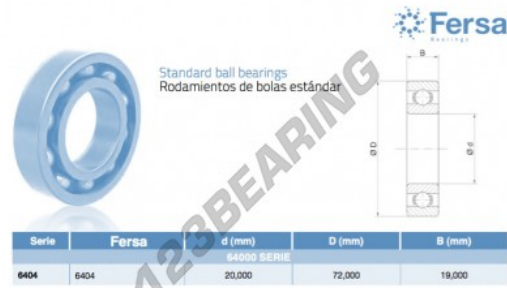 Fersa
Bearings
B
Standard ball bearings
Rodamientos de bolas estándar
Ø D
Ø d
123BEARING
Serie Fersa d (mm) D (mm) B (mm)
64000 SERIE
6404 6404 20,000 72,000 19,000